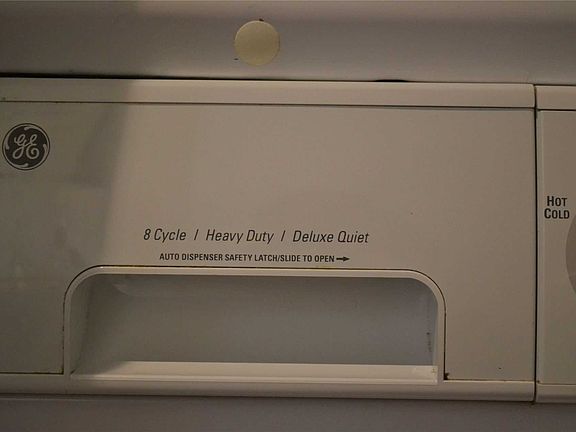 GE
8 Cycle / Heavy Duty / Deluxe Quiet
AUTO DISPENSER SAFETY LATCH/SLIDE TO OPEN
HOT
COLD